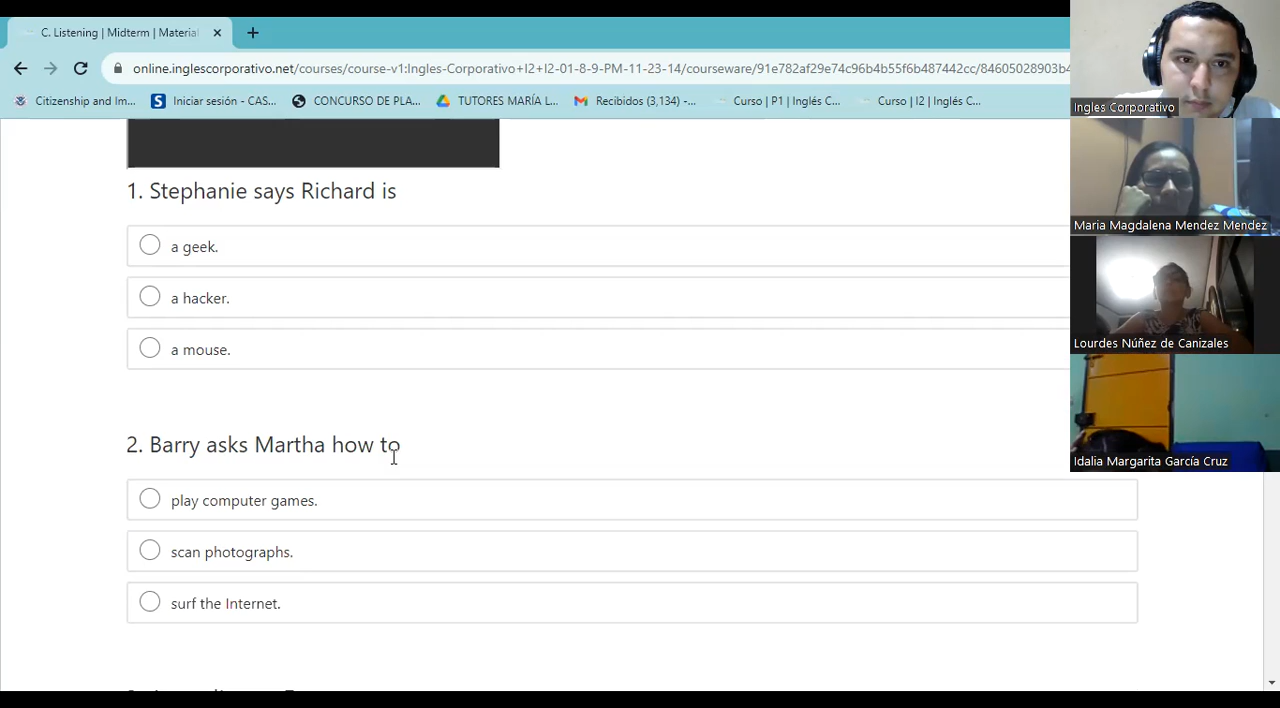 C. Listening | Midterm | Material
online.inglescorporativo.net/courses/course-v1:Ingles-Corporativo+I2+I2-01-8-9-PM-11-23-14/courseware/91e782af29e74c96b4b55f6b487442cc/84605028903b4
Citizenship and Im... Iniciar sesión - CAS... CONCURSO DE PLA... TUTORES MARÍA L... Recibidos (3,134) -... Curso | P1 | Inglés C... Curso | I2 | Inglés C...
Ingles Corporativo
1. Stephanie says Richard is
Maria Magdalena Mendez Mendez
a geek.
a hacker.
Lourdes Núñez de Canizales
a mouse.
2. Barry asks Martha how to
Idalia Margarita García Cruz
play computer games.
scan photographs.
surf the Internet.